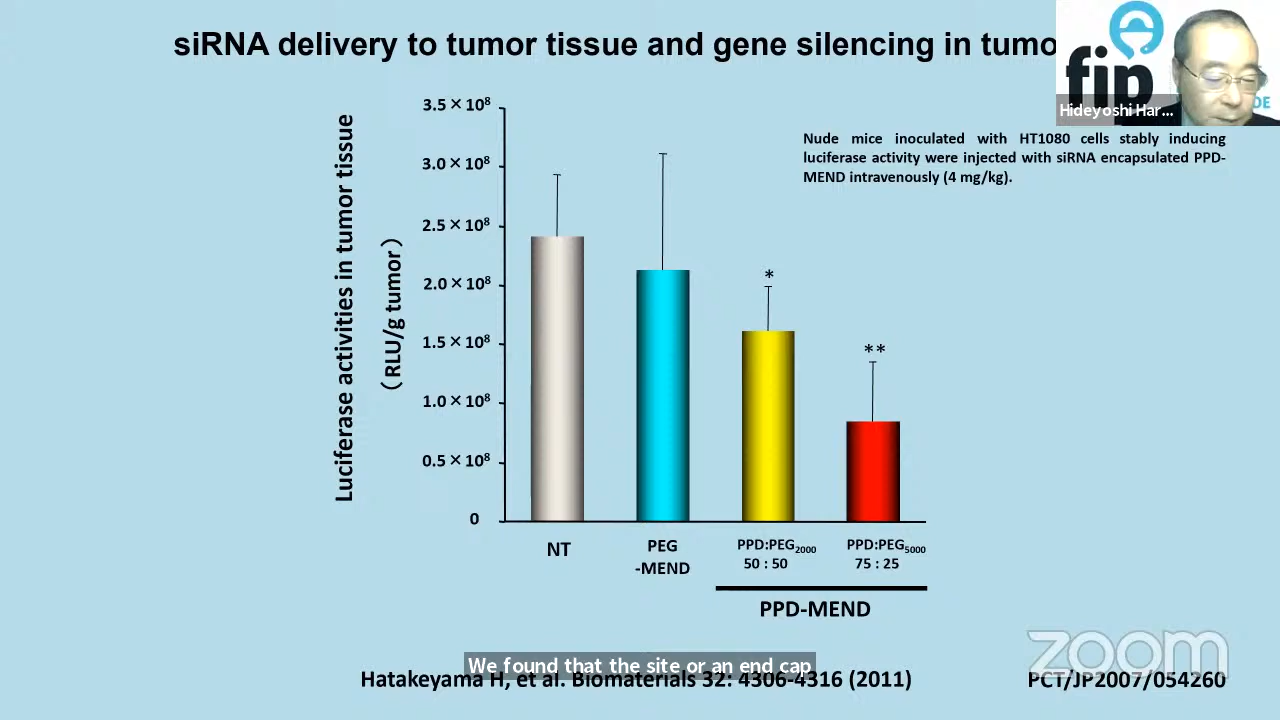 siRNA delivery to tumor tissue and gene silencing in
fip
Hideyoshi Har...
DE
Nude mice inoculated with HT1080 cells stably inducing
luciferase activity were injected with siRNA encapsulated PPD-
MEND intravenously (4 mg/kg).
Luciferase activities in tumor tissue
(RLU/g tumor)
3.5×10⁸
3.0×10⁸
2.5×10⁸
2.0×10⁸
1.5×10⁸
1.0×10⁸
0.5×10⁸
0
*
**
NT
PEG
-MEND
PPD:PEG₂₀₀₀
50 : 50
PPD:PEG₅₀₀₀
75 : 25
PPD-MEND
We found that the site or an end cap
Hatakeyama H, et al. Biomaterials 32: 4306-4316 (2011)
zoom
PCT/JP2007/054260